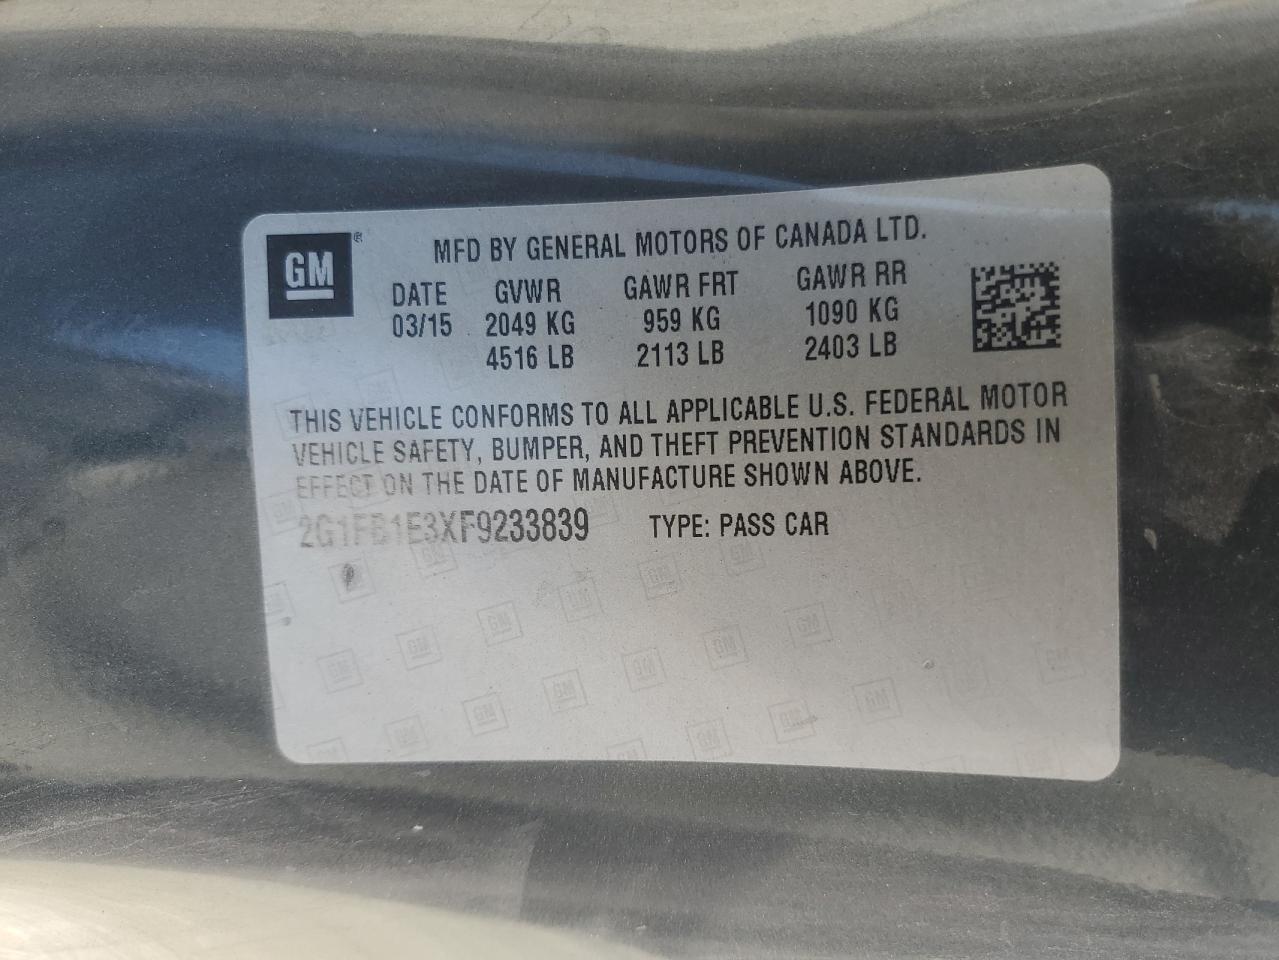 GM ®
MFD BY GENERAL MOTORS OF CANADA LTD.
DATE GVWR GAWR FRT GAWR RR
03/15 2049 KG 959 KG 1090 KG
4516 LB 2113 LB 2403 LB
THIS VEHICLE CONFORMS TO ALL APPLICABLE U.S. FEDERAL MOTOR
VEHICLE SAFETY, BUMPER, AND THEFT PREVENTION STANDARDS IN
EFFECT ON THE DATE OF MANUFACTURE SHOWN ABOVE.
2G1FB1E3XF9233839 TYPE: PASS CAR